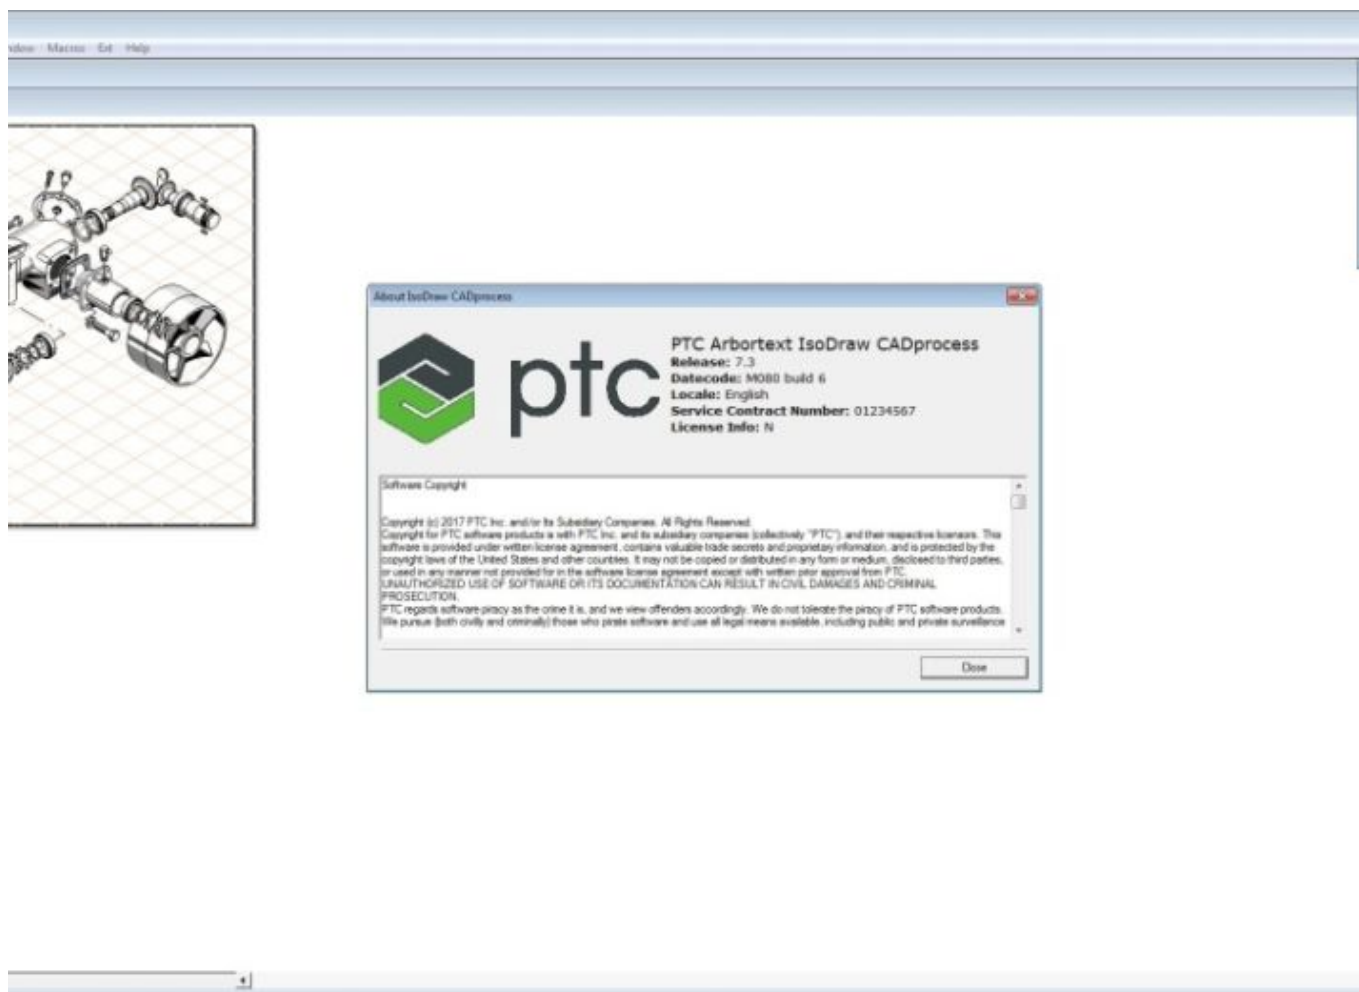 Macros Ext Help
About IsoDraw CADprocess
ptc
PTC Arbortext IsoDraw CADprocess
Release: 7.3
Datecode: M080 build 6
Locale: English
Service Contract Number: 01234567
License Info: N
Software Copyright
Copyright (c) 2017 PTC Inc. and/or Its Subsidiary Companies. All Rights Reserved.
Copyright for PTC software products is with PTC Inc. and its subsidiary companies (collectively "PTC"), and their respective licensors. This
software is provided under written license agreement, contains valuable trade secrets and proprietary information, and is protected by the
copyright laws of the United States and other countries. It may not be copied or distributed in any form or medium, disclosed to third parties,
or used in any manner not provided for in the software license agreement except with written prior approval from PTC.
UNAUTHORIZED USE OF SOFTWARE OR ITS DOCUMENTATION CAN RESULT IN CIVIL DAMAGES AND CRIMINAL
PROSECUTION.
PTC regards software piracy as the crime it is, and we view offenders accordingly. We do not tolerate the piracy of PTC software products.
We pursue (both civilly and criminally) those who pirate software and use all legal means available, including public and private surveillance
Close